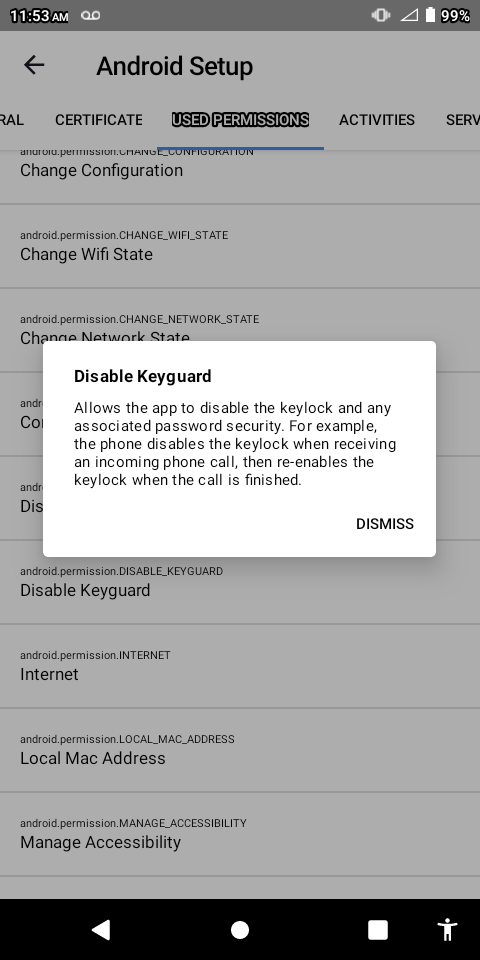 11:53 AM 99%
Android Setup
RAL CERTIFICATE USED PERMISSIONS ACTIVITIES SERV
android.permission.CHANGE_CONFIGURATION
Change Configuration
android.permission.CHANGE_WIFI_STATE
Change Wifi State
android.permission.CHANGE_NETWORK_STATE
Change Network State
Disable Keyguard
Allows the app to disable the keylock and any
associated password security. For example,
the phone disables the keylock when receiving
an incoming phone call, then re-enables the
keylock when the call is finished.
DISMISS
android.permission.DISABLE_KEYGUARD
Disable Keyguard
android.permission.INTERNET
Internet
android.permission.LOCAL_MAC_ADDRESS
Local Mac Address
android.permission.MANAGE_ACCESSIBILITY
Manage Accessibility